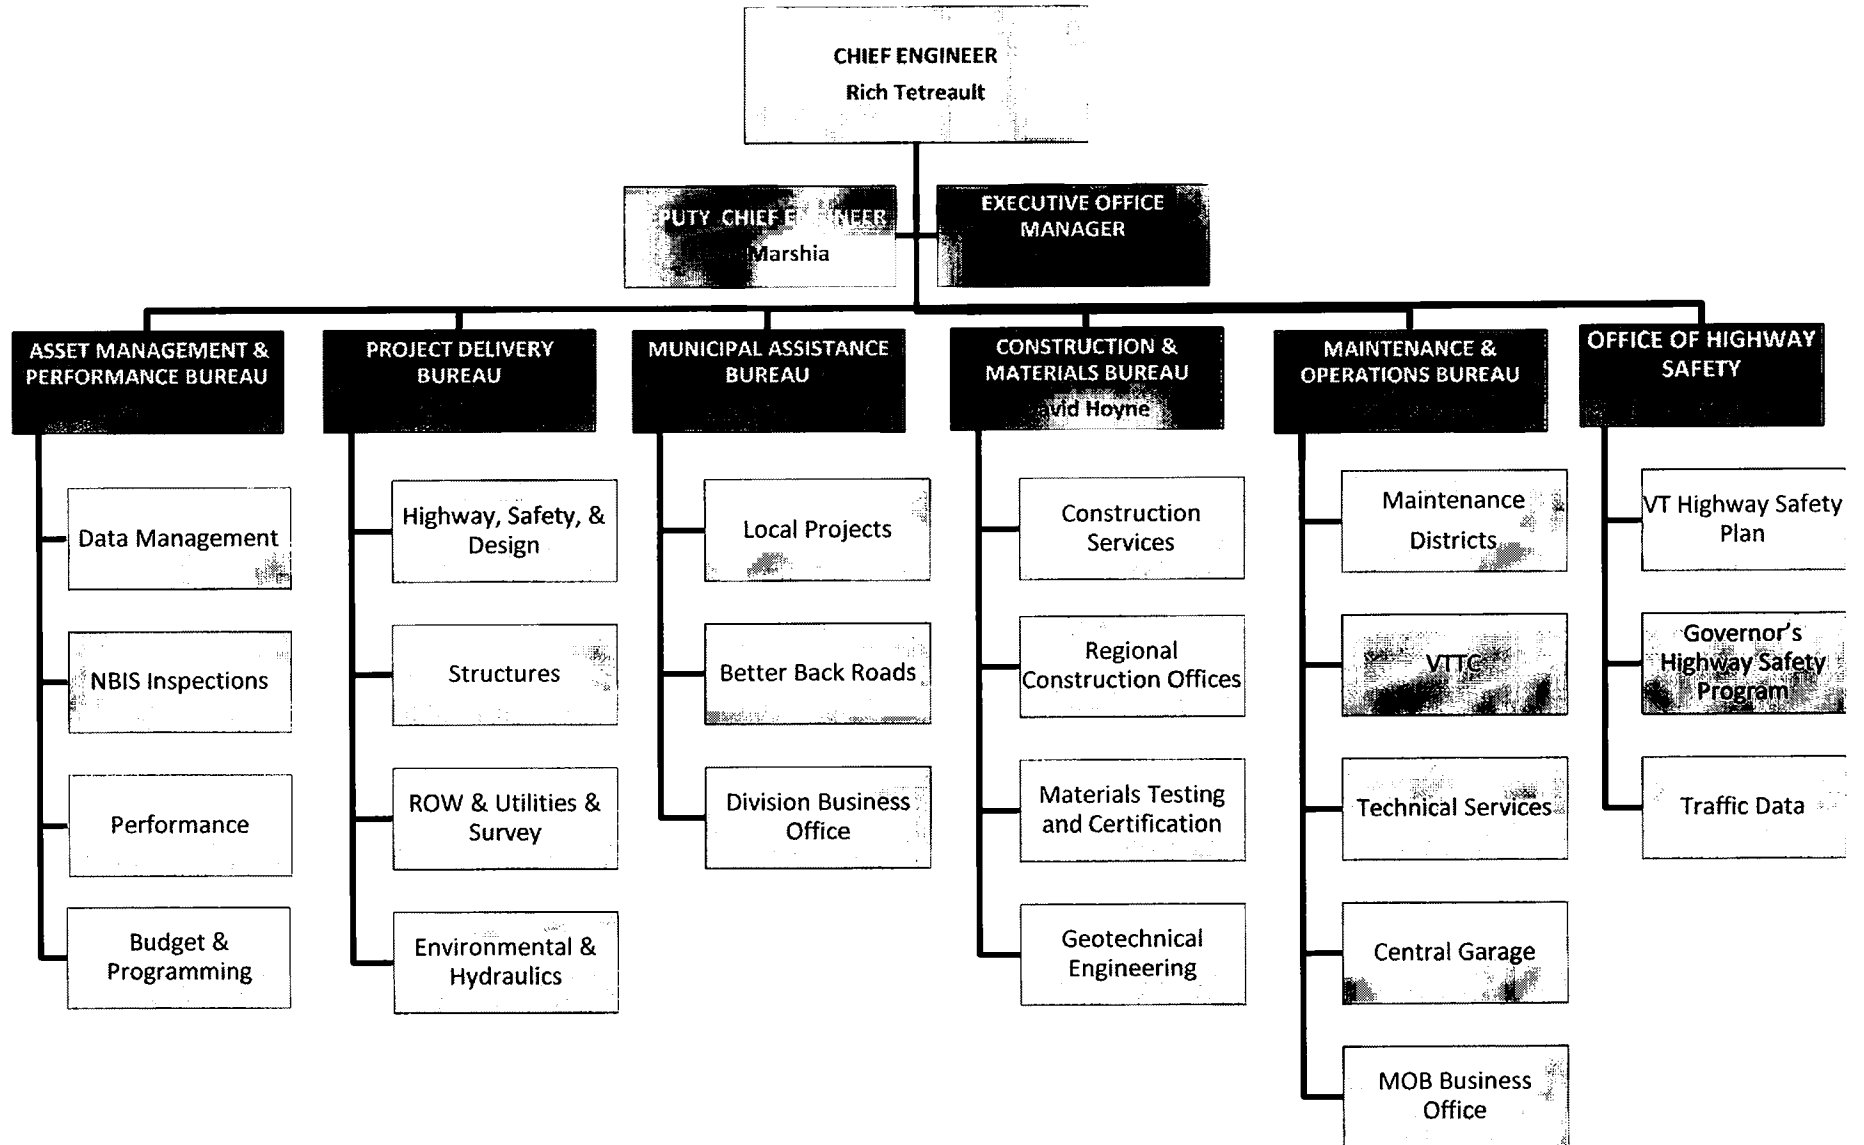 CHIEF ENGINEER
Rich Tetreault
CHIEF
Marshia
EXECUTIVE OFFICE
MANAGER
ASSET MANAGEMENT &
PERFORMANCE BUREAU
PROJECT DELIVERY
BUREAU
MUNICIPAL ASSISTANCE
BUREAU
CONSTRUCTION &
MATERIALS BUREAU
Hoyne
MAINTENANCE &
OPERATIONS BUREAU
OFFICE OF HIGHWAY
SAFETY
Data Management
NBIS Inspections
Performance
Budget &
Programming
Highway, Safety, &
Design
Structures
ROW & Utilities &
Survey
Environmental &
Hydraulics
Local Projects
Better Back Roads
Division Business
Office
Construction
Services
Regional
Construction Offices
Materials Testing
and Certification
Geotechnical
Engineering
Maintenance
Districts
VTTC
Technical Services
Central Garage
MOB Business
Office
VT Highway Safety
Plan
Governor's
Highway Safety
Program
Traffic Data